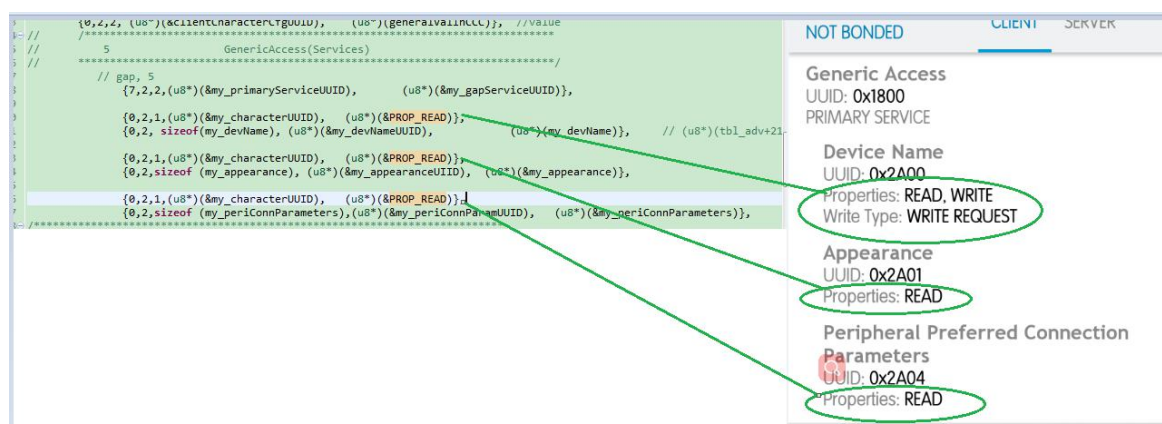 {0,2,2, (u8*)(&clientCharacterCfgUUID), (u8*)(generalValInCCC)}, //value
// /***************************************************************************
// 5 GenericAccess(Services)
// ***************************************************************************/
// gap, 5
{7,2,2,(u8*)(&my_primaryServiceUUID), (u8*)(&my_gapServiceUUID)},
{0,2,1,(u8*)(&my_characterUUID), (u8*)(&PROP_READ)},
{0,2, sizeof(my_devName), (u8*)(&my_devNameUUID), (u8*)(my_devName)}, // (u8*)(tbl_adv+21
{0,2,1,(u8*)(&my_characterUUID), (u8*)(&PROP_READ)},
{0,2,sizeof (my_appearance), (u8*)(&my_appearanceUIID), (u8*)(&my_appearance)},
{0,2,1,(u8*)(&my_characterUUID), (u8*)(&PROP_READ)},
{0,2,sizeof (my_periConnParameters),(u8*)(&my_periConnParamUUID), (u8*)(&my_periConnParameters)},
NOT BONDED
CLIENT
SERVER
Generic Access
UUID: 0x1800
PRIMARY SERVICE
Device Name
UUID: 0x2A00
Properties: READ, WRITE
Write Type: WRITE REQUEST
Appearance
UUID: 0x2A01
Properties: READ
Peripheral Preferred Connection
Parameters
UUID: 0x2A04
Properties: READ